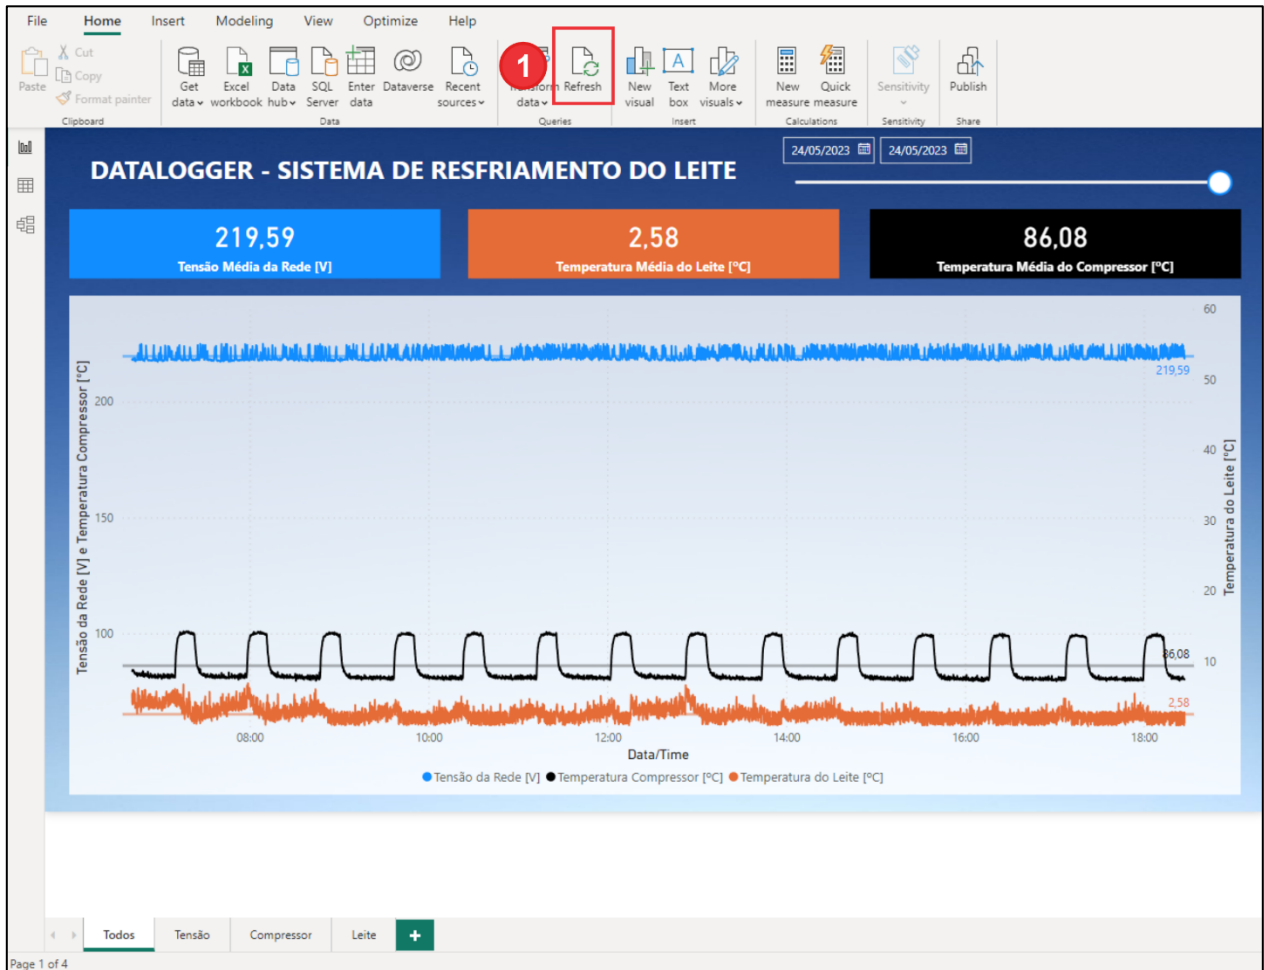 File Home Insert Modeling View Optimize Help
Paste
Cut
Copy
Format painter
Clipboard
Get data
Excel workbook
Data hub
SQL Server
Enter data
Dataverse
Recent sources
Data
1
Transform data
Refresh
Queries
New visual
Text box
More visuals
Insert
New measure
Quick measure
Calculations
Sensitivity
Sensitivity
Publish
Share
DATALOGGER - SISTEMA DE RESFRIAMENTO DO LEITE
24/05/2023 24/05/2023
219,59
Tensão Média da Rede [V]
2,58
Temperatura Média do Leite [ºC]
86,08
Temperatura Média do Compressor [ºC]
Tensão da Rede [V] e Temperatura Compressor [ºC]
200
150
100
60
50
40
30
20
10
Temperatura do Leite [ºC]
219,59
86,08
2,58
08:00 10:00 12:00 14:00 16:00 18:00
Data/Time
Tensão da Rede [V] Temperatura Compressor [ºC] Temperatura do Leite [ºC]
Todos Tensão Compressor Leite +
Page 1 of 4